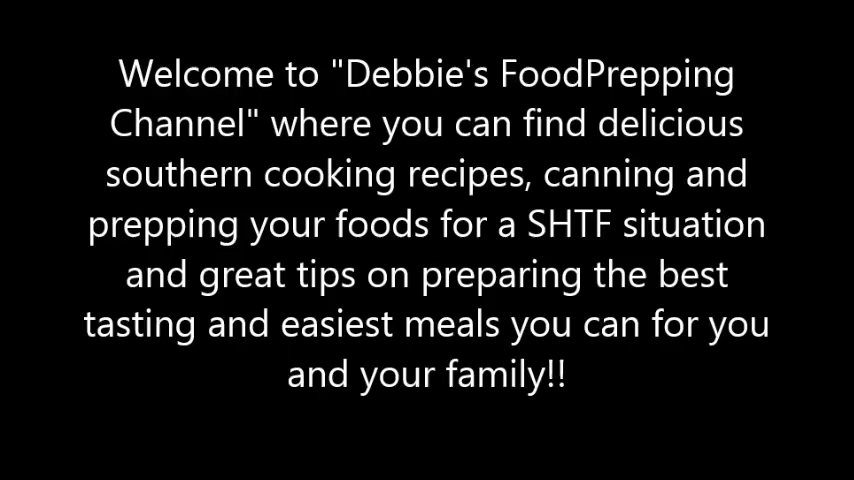 Welcome to "Debbie's FoodPrepping
Channel" where you can find delicious
southern cooking recipes, canning and
prepping your foods for a SHTF situation
and great tips on preparing the best
tasting and easiest meals you can for you
and your family!!